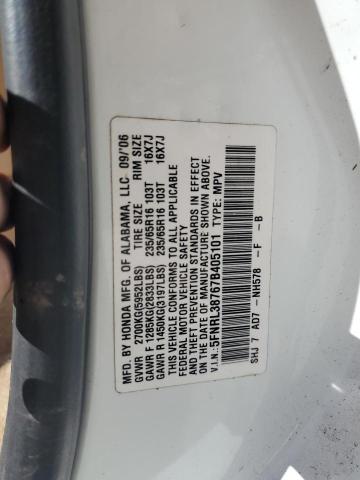 MFD. BY HONDA MFG. OF ALABAMA, LLC 09/'06
GVWR 2700KG(5952LBS) TIRE SIZE RIM SIZE
GAWR F 1285KG(2833LBS) 235/65R16 103T 16X7J
GAWR R 1450KG(3197LBS) 235/65R16 103T 16X7J
THIS VEHICLE CONFORMS TO ALL APPLICABLE
FEDERAL MOTOR VEHICLE SAFETY
AND THEFT PREVENTION STANDARDS IN EFFECT
ON THE DATE OF MANUFACTURE SHOWN ABOVE.
V.I.N.: 5FNRL38767B405101 TYPE: MPV
SHJ 7 AD7 - NH578 - F - B